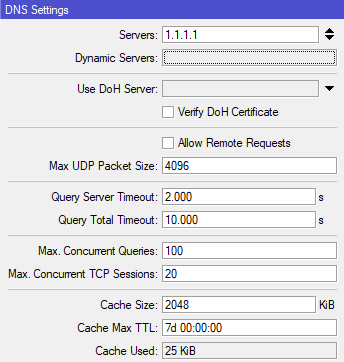 DNS Settings
Servers: 1.1.1.1
Dynamic Servers:
Use DoH Server:
Verify DoH Certificate
Allow Remote Requests
Max UDP Packet Size: 4096
Query Server Timeout: 2.000 s
Query Total Timeout: 10.000 s
Max. Concurrent Queries: 100
Max. Concurrent TCP Sessions: 20
Cache Size: 2048 KiB
Cache Max TTL: 7d 00:00:00
Cache Used: 25 KiB